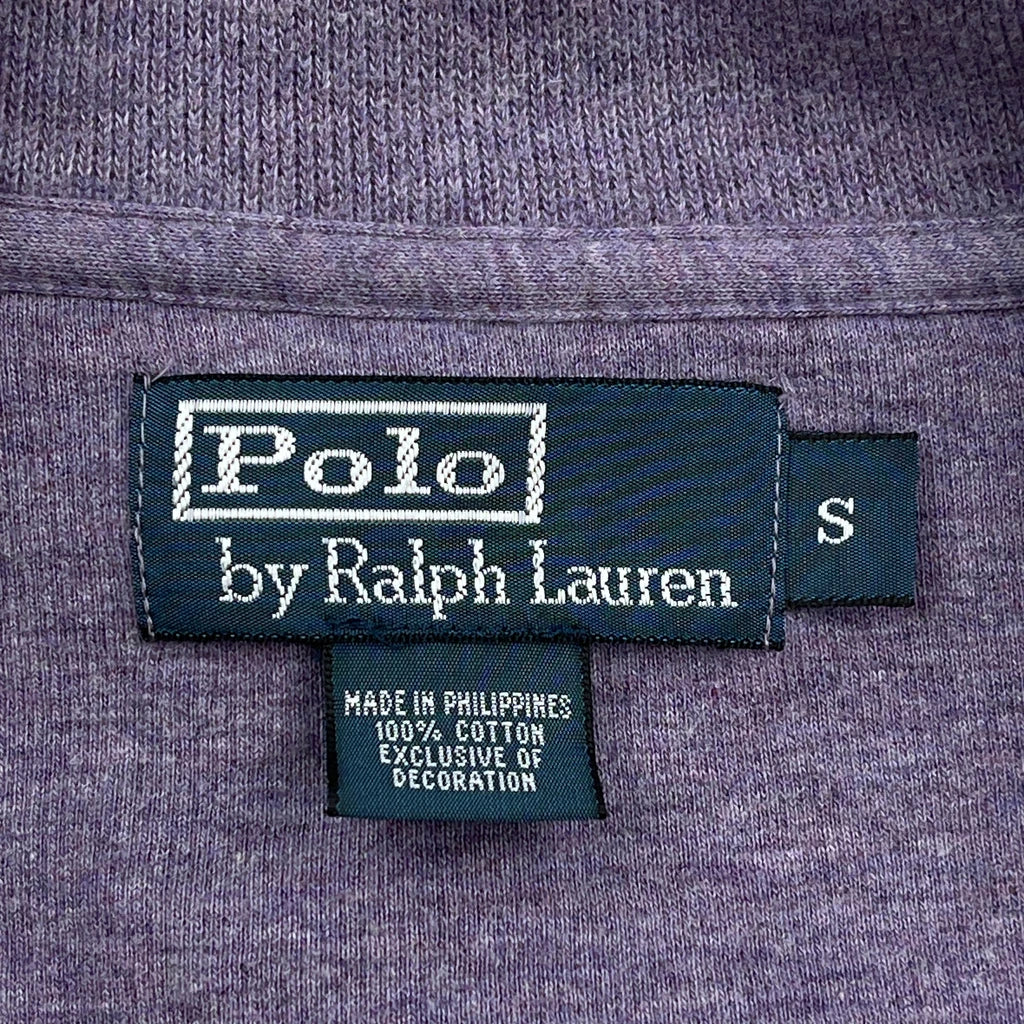 Polo
by Ralph Lauren
S
MADE IN PHILIPPINES
100% COTTON
EXCLUSIVE OF
DECORATION